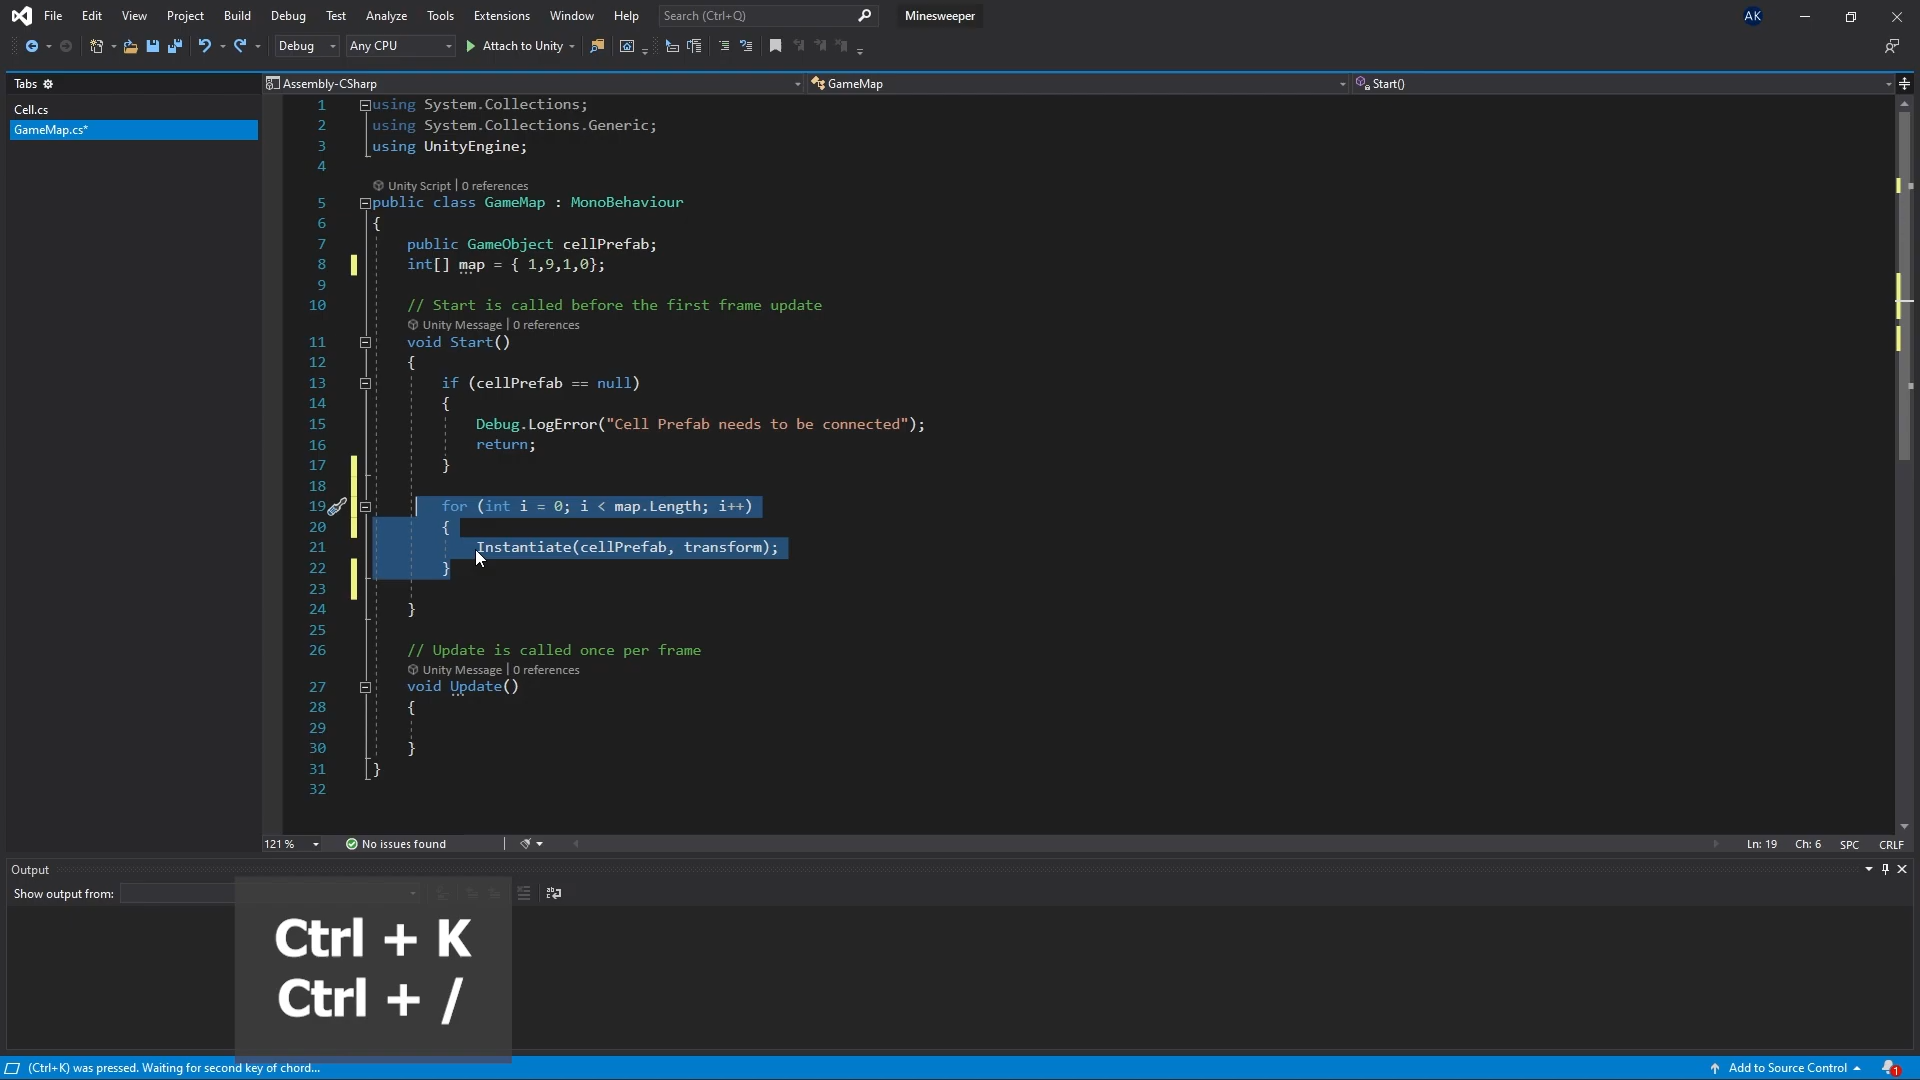 File Edit View Project Build Debug Test Analyze Tools Extensions Window Help Search (Ctrl+Q) Minesweeper AK
Debug Any CPU Attach to Unity
Tabs Assembly-CSharp GameMap Start()
Cell.cs
GameMap.cs*
1 using System.Collections;
2 using System.Collections.Generic;
3 using UnityEngine;
4
Unity Script | 0 references
5 public class GameMap : MonoBehaviour
6 {
7 public GameObject cellPrefab;
8 int[] map = { 1,9,1,0};
9
10 // Start is called before the first frame update
Unity Message | 0 references
11 void Start()
12 {
13 if (cellPrefab == null)
14 {
15 Debug.LogError("Cell Prefab needs to be connected");
16 return;
17 }
18
19 for (int i = 0; i < map.Length; i++)
20 {
21 Instantiate(cellPrefab, transform);
22 }
23
24 }
25
26 // Update is called once per frame
Unity Message | 0 references
27 void Update()
28 {
29
30 }
31 }
32
121 % No issues found Ln: 19 Ch: 6 SPC CRLF
Output
Show output from:
Ctrl + K
Ctrl + /
(Ctrl+K) was pressed. Waiting for second key of chord... Add to Source Control 1